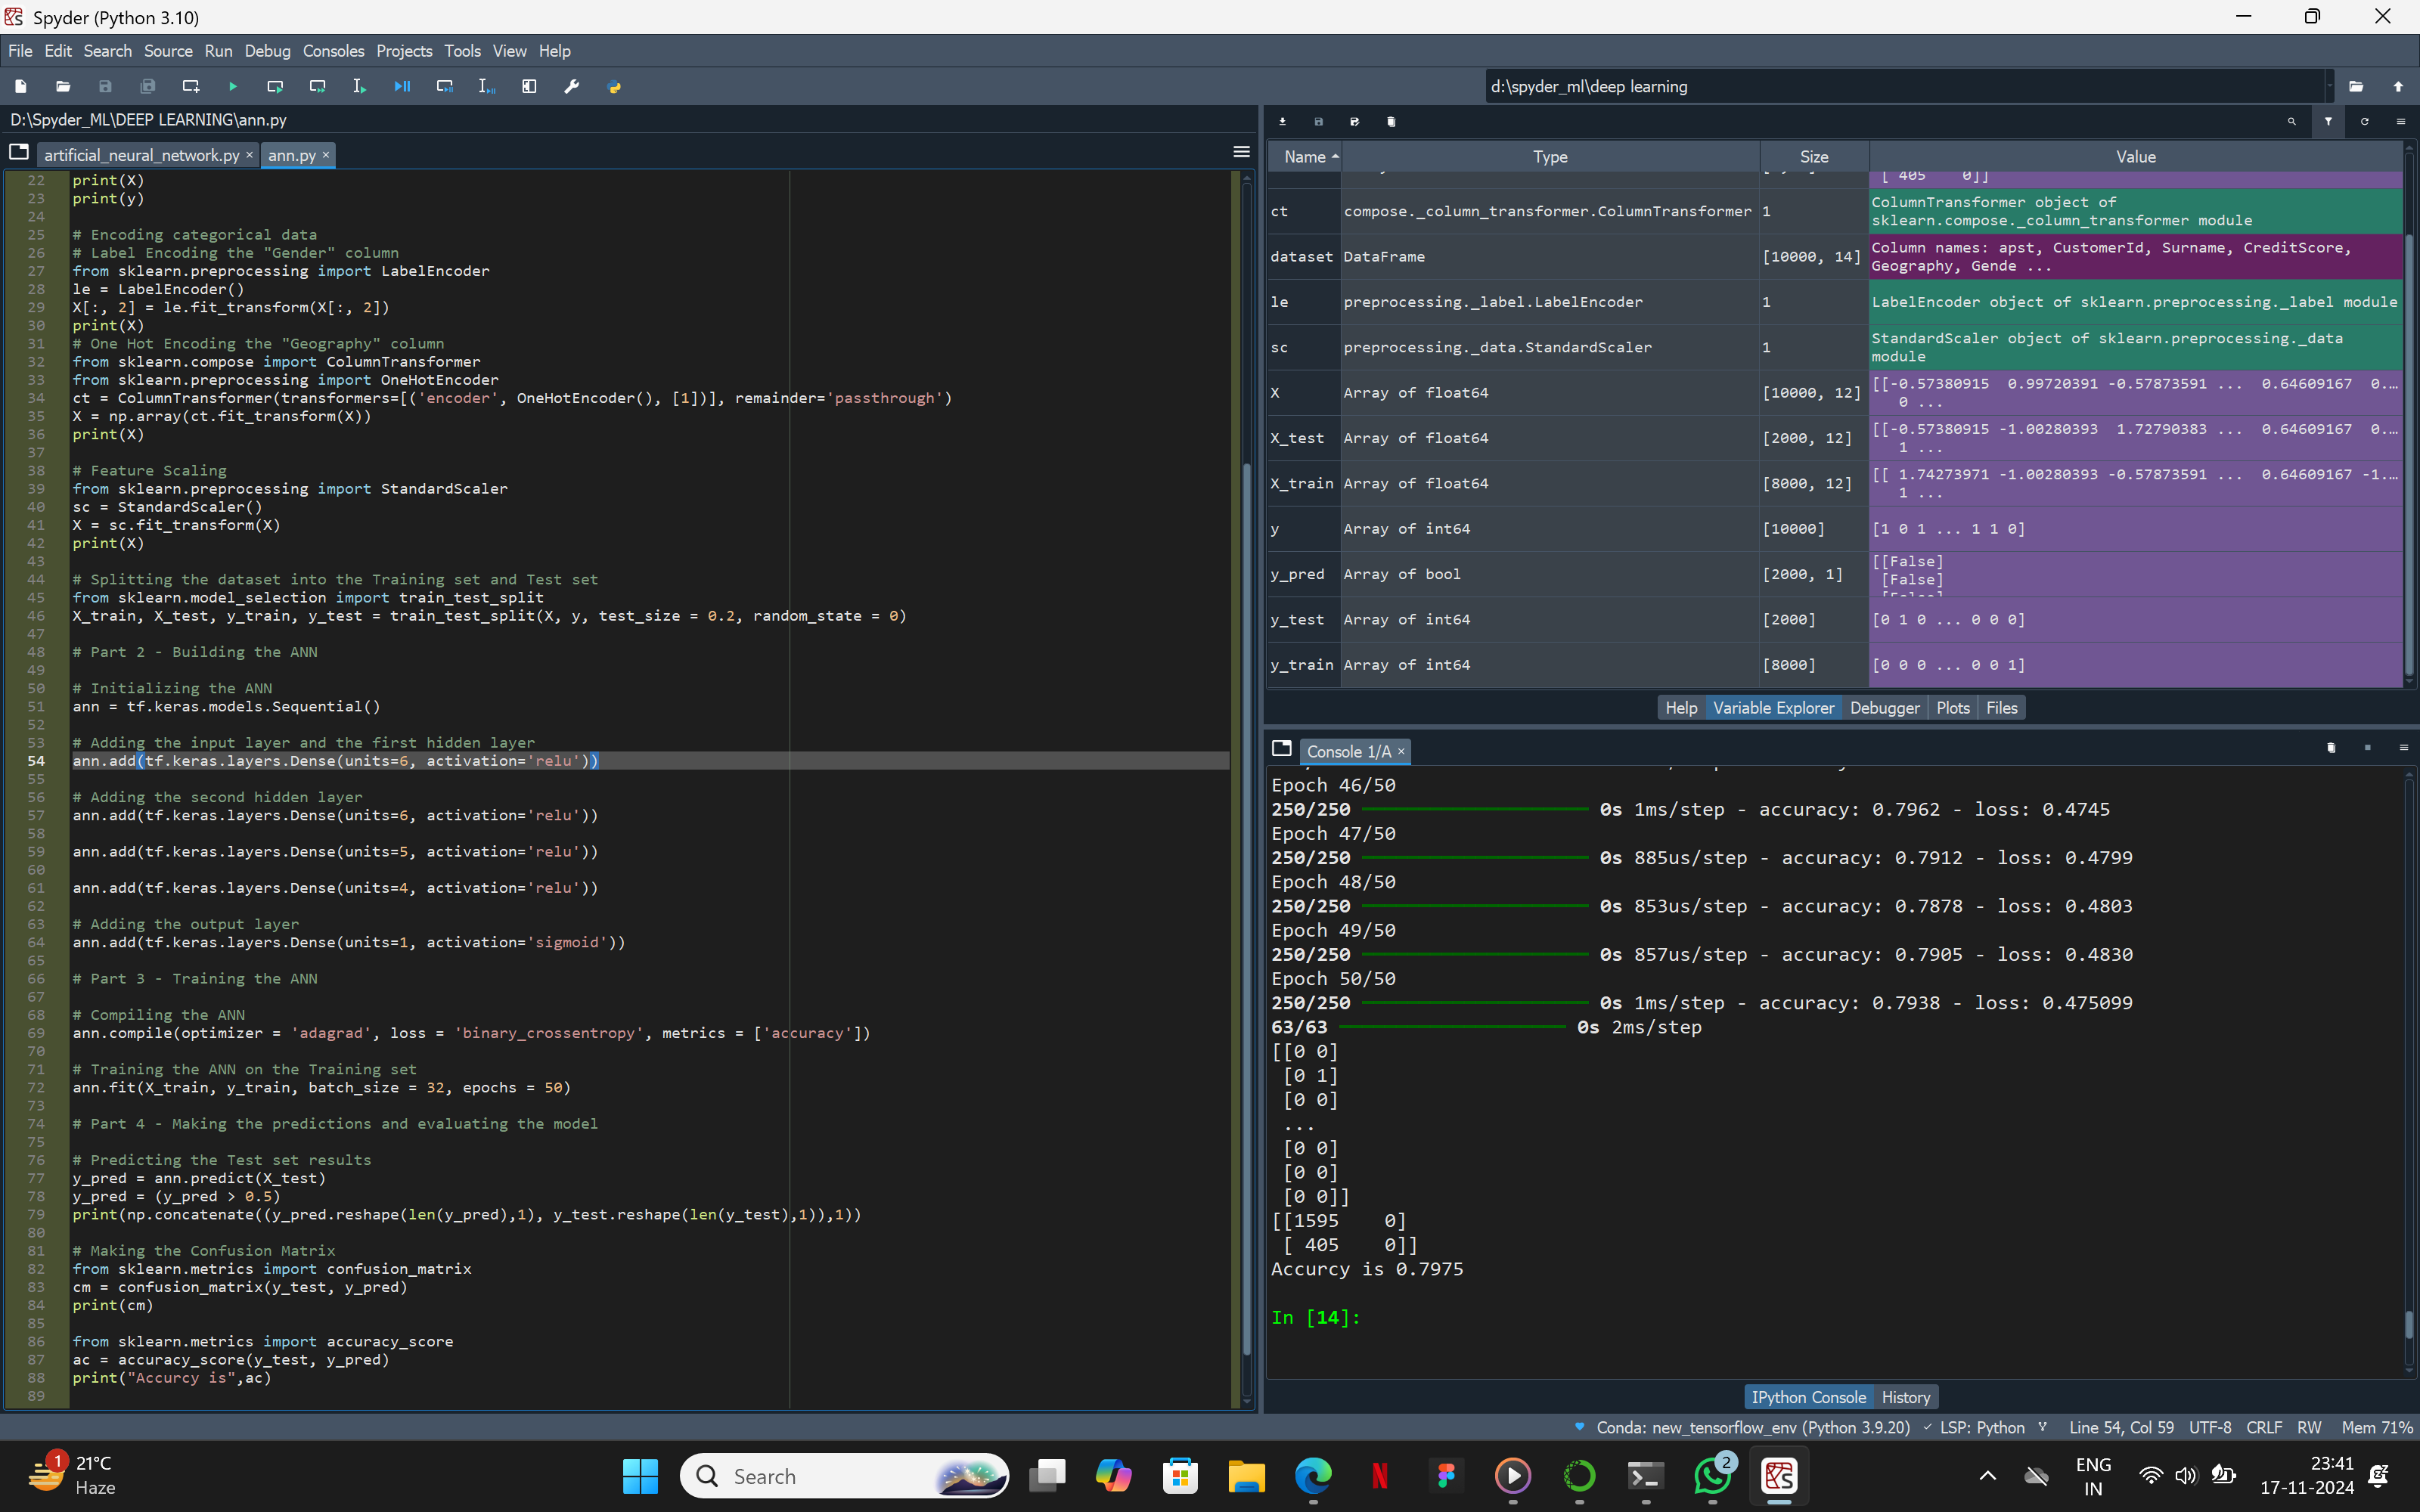 Spyder (Python 3.10)
File Edit Search Source Run Debug Consoles Projects Tools View Help
d:\spyder_ml\deep learning
D:\Spyder_ML\DEEP LEARNING\ann.py
artificial_neural_network.py × ann.py ×
22 print(X)
23 print(y)
24
25 # Encoding categorical data
26 # Label Encoding the "Gender" column
27 from sklearn.preprocessing import LabelEncoder
28 le = LabelEncoder()
29 X[:, 2] = le.fit_transform(X[:, 2])
30 print(X)
31 # One Hot Encoding the "Geography" column
32 from sklearn.compose import ColumnTransformer
33 from sklearn.preprocessing import OneHotEncoder
34 ct = ColumnTransformer(transformers=[('encoder', OneHotEncoder(), [1])], remainder='passthrough')
35 X = np.array(ct.fit_transform(X))
36 print(X)
37
38 # Feature Scaling
39 from sklearn.preprocessing import StandardScaler
40 sc = StandardScaler()
41 X = sc.fit_transform(X)
42 print(X)
43
44 # Splitting the dataset into the Training set and Test set
45 from sklearn.model_selection import train_test_split
46 X_train, X_test, y_train, y_test = train_test_split(X, y, test_size = 0.2, random_state = 0)
47
48 # Part 2 - Building the ANN
49
50 # Initializing the ANN
51 ann = tf.keras.models.Sequential()
52
53 # Adding the input layer and the first hidden layer
54 ann.add(tf.keras.layers.Dense(units=6, activation='relu'))
55
56 # Adding the second hidden layer
57 ann.add(tf.keras.layers.Dense(units=6, activation='relu'))
58
59 ann.add(tf.keras.layers.Dense(units=5, activation='relu'))
60
61 ann.add(tf.keras.layers.Dense(units=4, activation='relu'))
62
63 # Adding the output layer
64 ann.add(tf.keras.layers.Dense(units=1, activation='sigmoid'))
65
66 # Part 3 - Training the ANN
67
68 # Compiling the ANN
69 ann.compile(optimizer = 'adagrad', loss = 'binary_crossentropy', metrics = ['accuracy'])
70
71 # Training the ANN on the Training set
72 ann.fit(X_train, y_train, batch_size = 32, epochs = 50)
73
74 # Part 4 - Making the predictions and evaluating the model
75
76 # Predicting the Test set results
77 y_pred = ann.predict(X_test)
78 y_pred = (y_pred > 0.5)
79 print(np.concatenate((y_pred.reshape(len(y_pred),1), y_test.reshape(len(y_test),1)),1))
80
81 # Making the Confusion Matrix
82 from sklearn.metrics import confusion_matrix
83 cm = confusion_matrix(y_test, y_pred)
84 print(cm)
85
86 from sklearn.metrics import accuracy_score
87 ac = accuracy_score(y_test, y_pred)
88 print("Accurcy is",ac)
89
Name Type Size Value
[ 405 0]]
ct compose._column_transformer.ColumnTransformer 1 ColumnTransformer object of
sklearn.compose._column_transformer module
dataset DataFrame [10000, 14] Column names: apst, CustomerId, Surname, CreditScore,
Geography, Gende ...
le preprocessing._label.LabelEncoder 1 LabelEncoder object of sklearn.preprocessing._label module
sc preprocessing._data.StandardScaler 1 StandardScaler object of sklearn.preprocessing._data
module
X Array of float64 [10000, 12] [[-0.57380915 0.99720391 -0.57873591 ... 0.64609167 0.…
0 ...
X_test Array of float64 [2000, 12] [[-0.57380915 -1.00280393 1.72790383 ... 0.64609167 0.…
1 ...
X_train Array of float64 [8000, 12] [[ 1.74273971 -1.00280393 -0.57873591 ... 0.64609167 -1.…
1 ...
y Array of int64 [10000] [1 0 1 ... 1 1 0]
y_pred Array of bool [2000, 1] [[False]
[False]
[False]
y_test Array of int64 [2000] [0 1 0 ... 0 0 0]
y_train Array of int64 [8000] [0 0 0 ... 0 0 1]
Help Variable Explorer Debugger Plots Files
Console 1/A ×
Epoch 46/50
250/250 0s 1ms/step - accuracy: 0.7962 - loss: 0.4745
Epoch 47/50
250/250 0s 885us/step - accuracy: 0.7912 - loss: 0.4799
Epoch 48/50
250/250 0s 853us/step - accuracy: 0.7878 - loss: 0.4803
Epoch 49/50
250/250 0s 857us/step - accuracy: 0.7905 - loss: 0.4830
Epoch 50/50
250/250 0s 1ms/step - accuracy: 0.7938 - loss: 0.475099
63/63 0s 2ms/step
[[0 0]
[0 1]
[0 0]
...
[0 0]
[0 0]
[0 0]]
[[1595 0]
[ 405 0]]
Accurcy is 0.7975
In [14]:
IPython Console History
Conda: new_tensorflow_env (Python 3.9.20) LSP: Python Line 54, Col 59 UTF-8 CRLF RW Mem 71%
1 21°C
Haze
Search
2
ENG
IN
23:41
17-11-2024